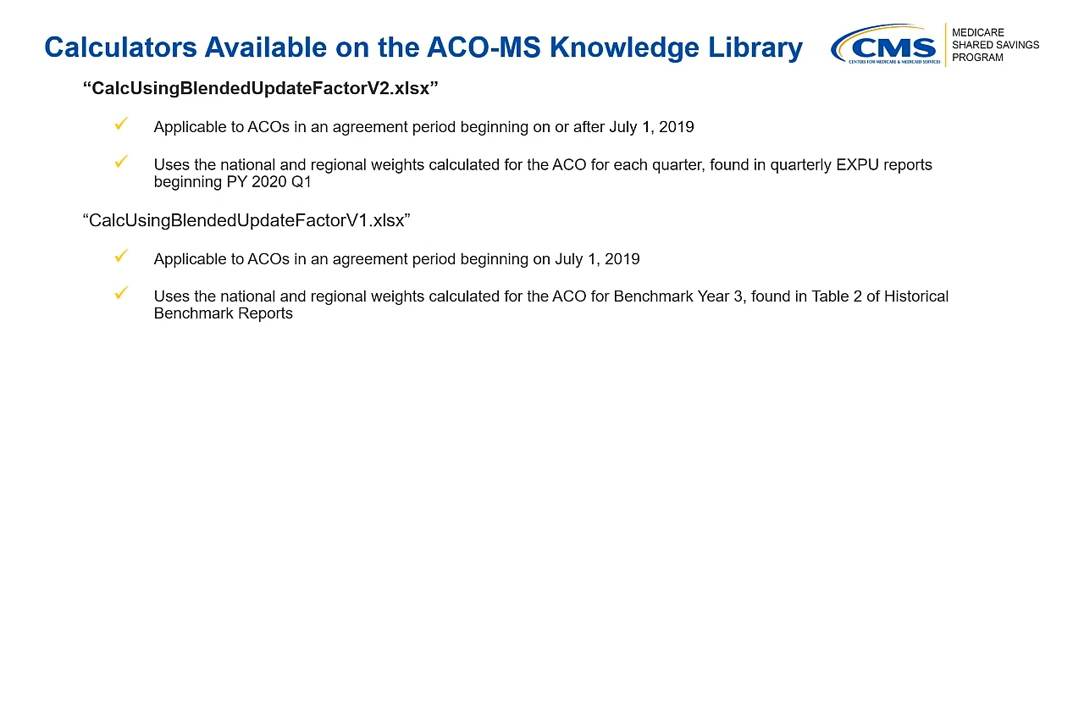 Calculators Available on the ACO-MS Knowledge Library
CMS
CENTERS FOR MEDICARE & MEDICAID SERVICES
MEDICARE
SHARED SAVINGS
PROGRAM
“CalcUsingBlendedUpdateFactorV2.xlsx”
✓ Applicable to ACOs in an agreement period beginning on or after July 1, 2019
✓ Uses the national and regional weights calculated for the ACO for each quarter, found in quarterly EXPU reports
beginning PY 2020 Q1
“CalcUsingBlendedUpdateFactorV1.xlsx”
✓ Applicable to ACOs in an agreement period beginning on July 1, 2019
✓ Uses the national and regional weights calculated for the ACO for Benchmark Year 3, found in Table 2 of Historical
Benchmark Reports